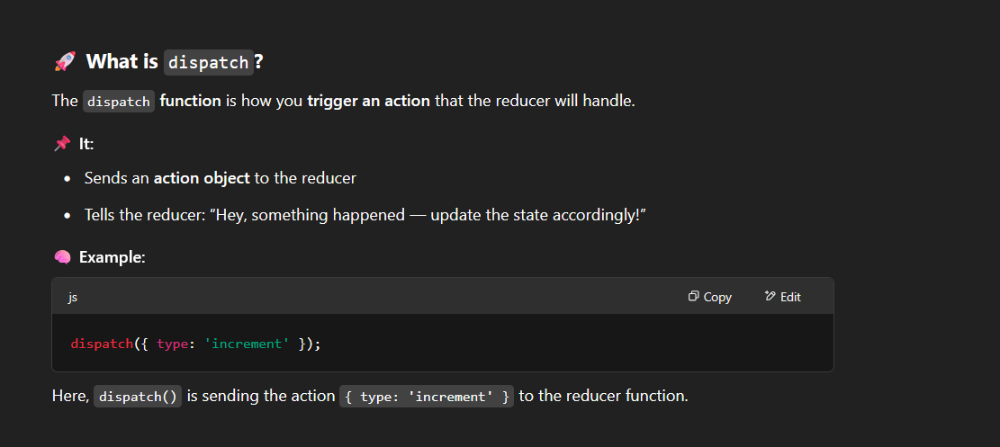 🚀 What is dispatch?
The dispatch function is how you trigger an action that the reducer will handle.
📌 It:
• Sends an action object to the reducer
• Tells the reducer: “Hey, something happened — update the state accordingly!”
🧠 Example:
js Copy Edit
dispatch({ type: 'increment' });
Here, dispatch() is sending the action { type: 'increment' } to the reducer function.